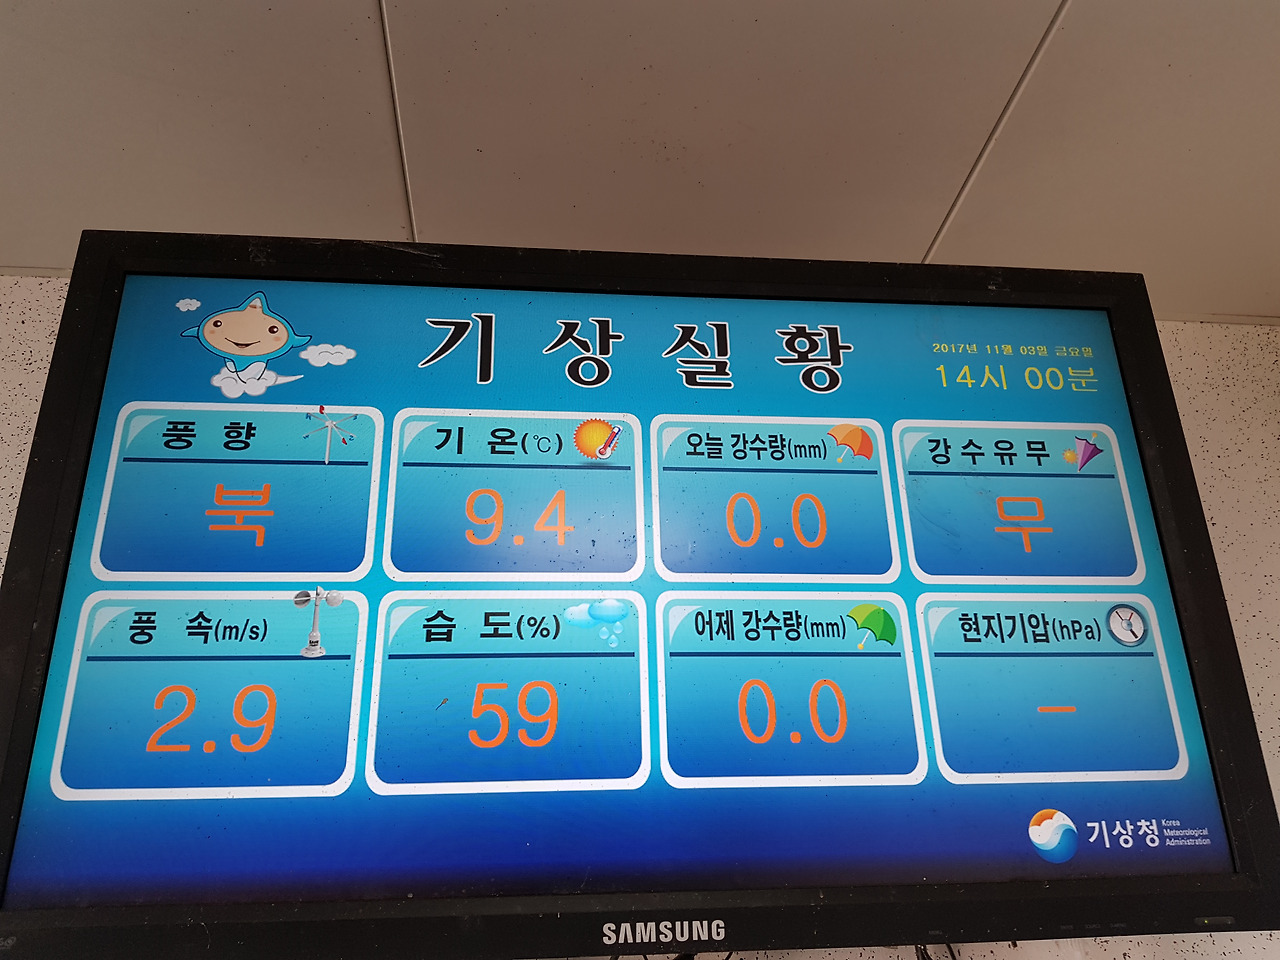 기상실황
2017년 11월 03일 금요일
14시 00분
풍 향
기 온(℃)
오늘 강수량(mm)
강수유무
북
9.4
0.0
무
풍 속(m/s)
습 도(%)
어제 강수량(mm)
현지기압(hPa)
2.9
59
0.0
–
기상청
Korea
Meteorological
Administration
SAMSUNG